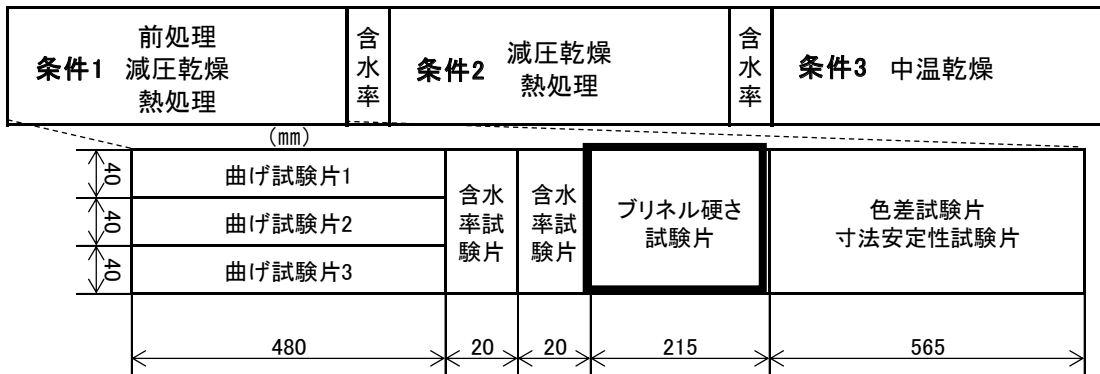 条件1
前処理
減圧乾燥
熱処理
含水率
条件2
減圧乾燥
熱処理
含水率
条件3 中温乾燥
(mm)
40
曲げ試験片1
40
曲げ試験片2
40
曲げ試験片3
含水
率試
験片
含水
率試
験片
ブリネル硬さ
試験片
色差試験片
寸法安定性試験片
480
20
20
215
565